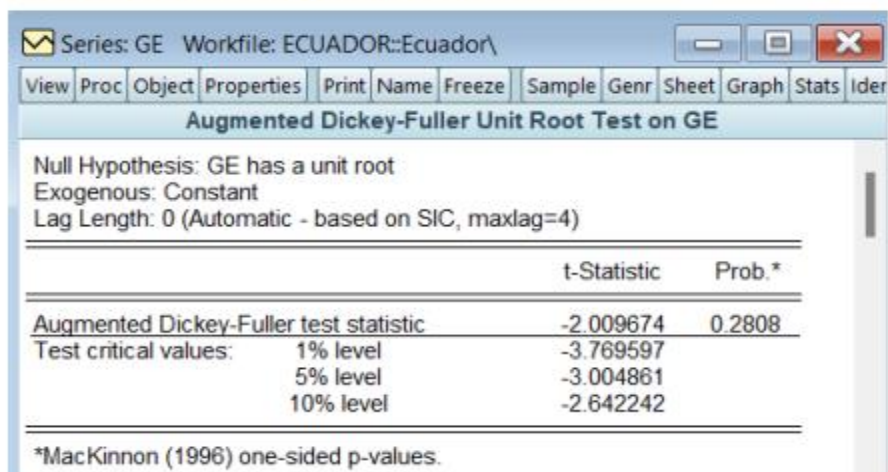 Series: GE Workfile: ECUADOR::Ecuador\
View Proc Object Properties Print Name Freeze Sample Genr Sheet Graph Stats Iden
Augmented Dickey-Fuller Unit Root Test on GE
Null Hypothesis: GE has a unit root
Exogenous: Constant
Lag Length: 0 (Automatic - based on SIC, maxlag=4)
t-Statistic Prob.*
Augmented Dickey-Fuller test statistic -2.009674 0.2808
Test critical values: 1% level -3.769597
5% level -3.004861
10% level -2.642242
*MacKinnon (1996) one-sided p-values.